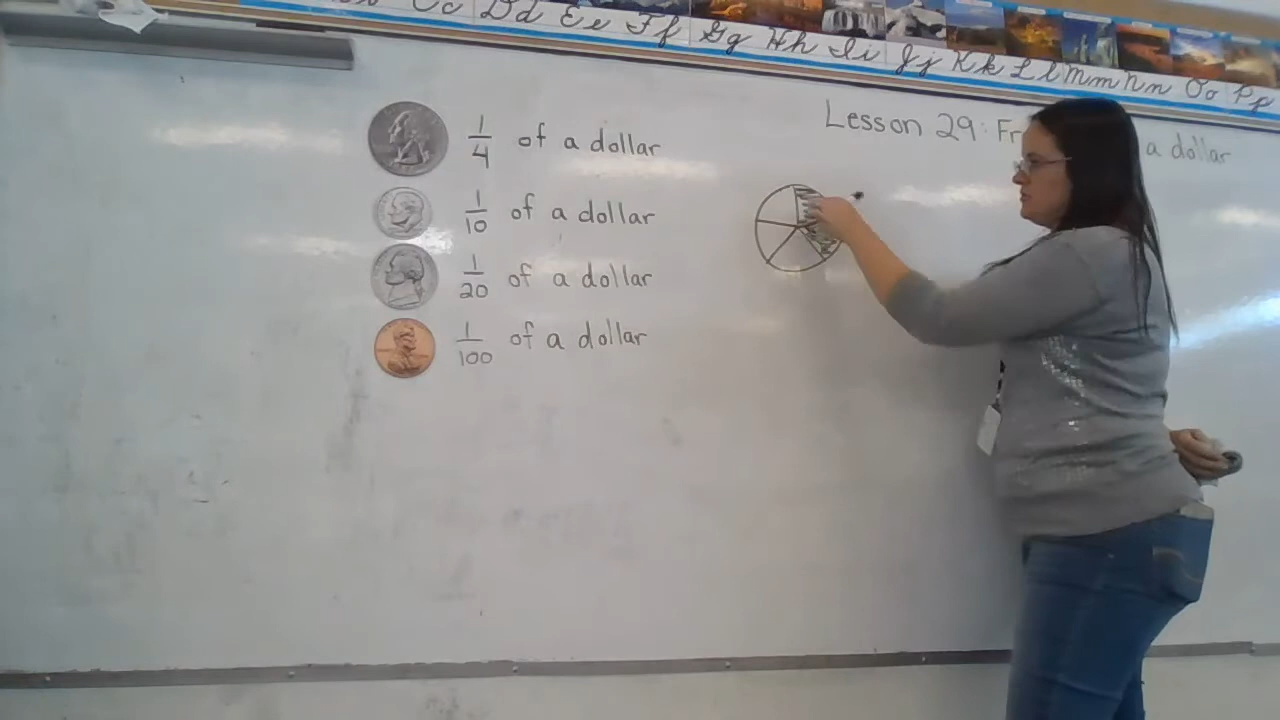 Cc Dd Ee Ff Gg Hh Ii Jj Kk Ll Mm Nn Oo Pp
Lesson 29: Fr a dollar
1/4 of a dollar
1/10 of a dollar
1/20 of a dollar
1/100 of a dollar